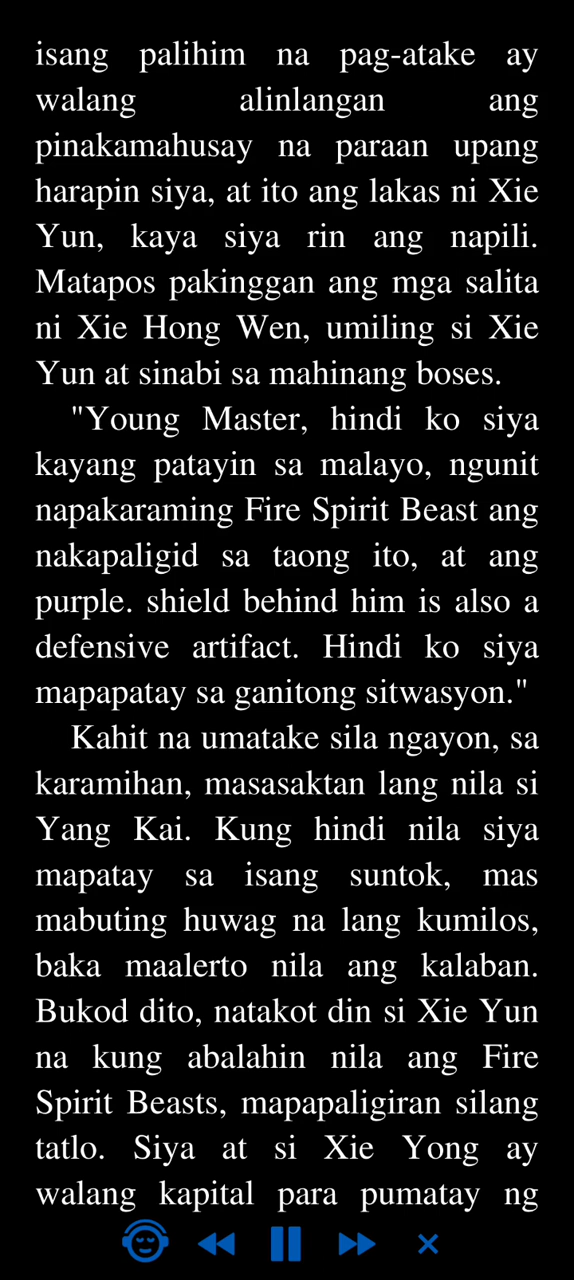 isang palihim na pag-atake ay
walang alinlangan ang
pinakamahusay na paraan upang
harapin siya, at ito ang lakas ni Xie
Yun, kaya siya rin ang napili.
Matapos pakinggan ang mga salita
ni Xie Hong Wen, umiling si Xie
Yun at sinabi sa mahinang boses.
"Young Master, hindi ko siya
kayang patayin sa malayo, ngunit
napakaraming Fire Spirit Beast ang
nakapaligid sa taong ito, at ang
purple. shield behind him is also a
defensive artifact. Hindi ko siya
mapapatay sa ganitong sitwasyon."
Kahit na umatake sila ngayon, sa
karamihan, masasaktan lang nila si
Yang Kai. Kung hindi nila siya
mapatay sa isang suntok, mas
mabuting huwag na lang kumilos,
baka maalerto nila ang kalaban.
Bukod dito, natakot din si Xie Yun
na kung abalahin nila ang Fire
Spirit Beasts, mapapaligiran silang
tatlo. Siya at si Xie Yong ay
walang kapital para pumatay ng